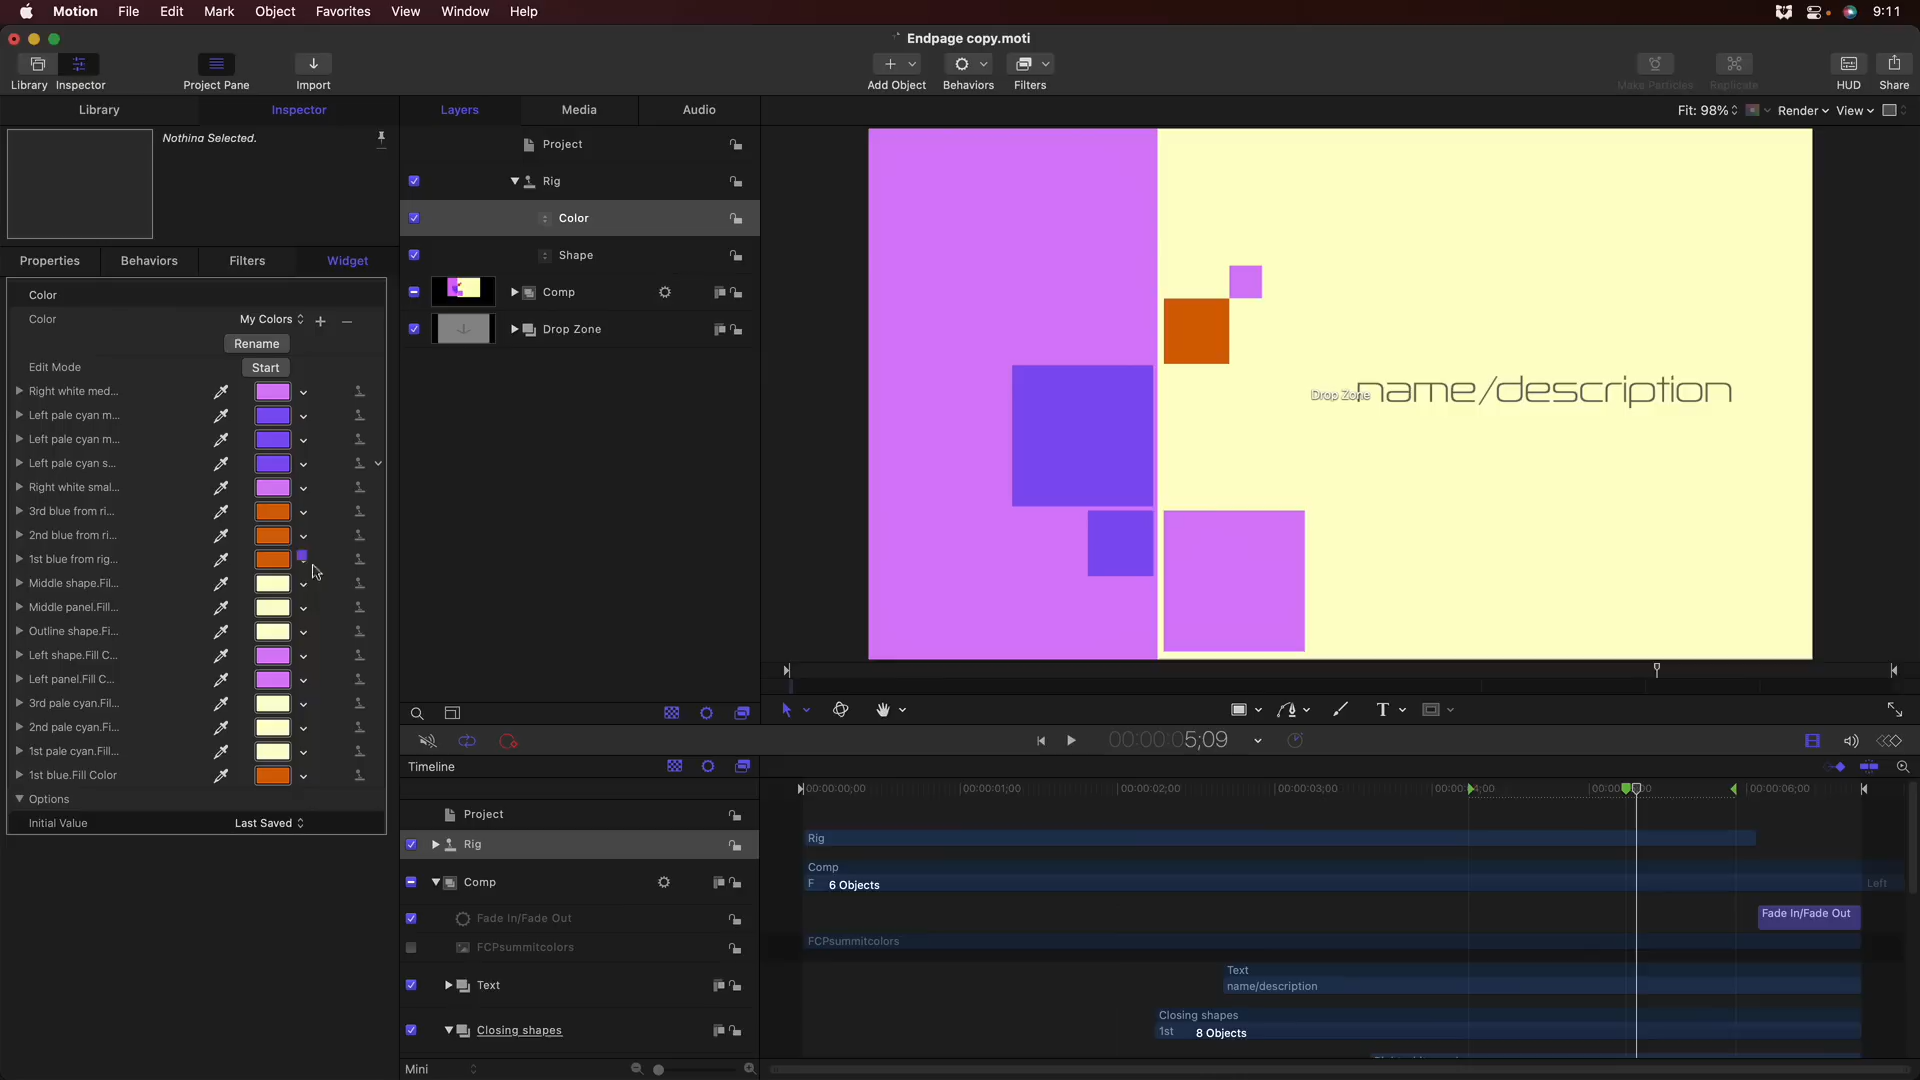 Motion File Edit Mark Object Favorites View Window Help 9:11
Endpage copy.moti
Library Inspector Project Pane Import Add Object Behaviors Filters Make Particles Replicate HUD Share
Library Inspector Layers Media Audio Fit: 98% Render View
Nothing Selected.
Project
Rig
Color
Shape
Comp
Drop Zone
Properties Behaviors Filters Widget
Color
Color My Colors
Rename
Edit Mode Start
Right white med...
Left pale cyan m...
Left pale cyan m...
Left pale cyan s...
Right white smal...
3rd blue from ri...
2nd blue from ri...
1st blue from rig...
Middle shape.Fil...
Middle panel.Fill...
Outline shape.Fi...
Left shape.Fill C...
Left panel.Fill C...
3rd pale cyan.Fil...
2nd pale cyan.Fi...
1st pale cyan.Fill...
1st blue.Fill Color
Options
Initial Value Last Saved
Drop Zone
name/description
T
00:00:05;09
Timeline
00:00:00;00 00:00:01;00 00:00:02;00 00:00:03;00 00:00:06;00
Project
Rig Rig
Comp Comp
F 6 Objects Left
Fade In/Fade Out Fade In/Fade Out
FCPsummitcolors FCPsummitcolors
Text Text
name/description
Closing shapes Closing shapes
1st 8 Objects
Mini